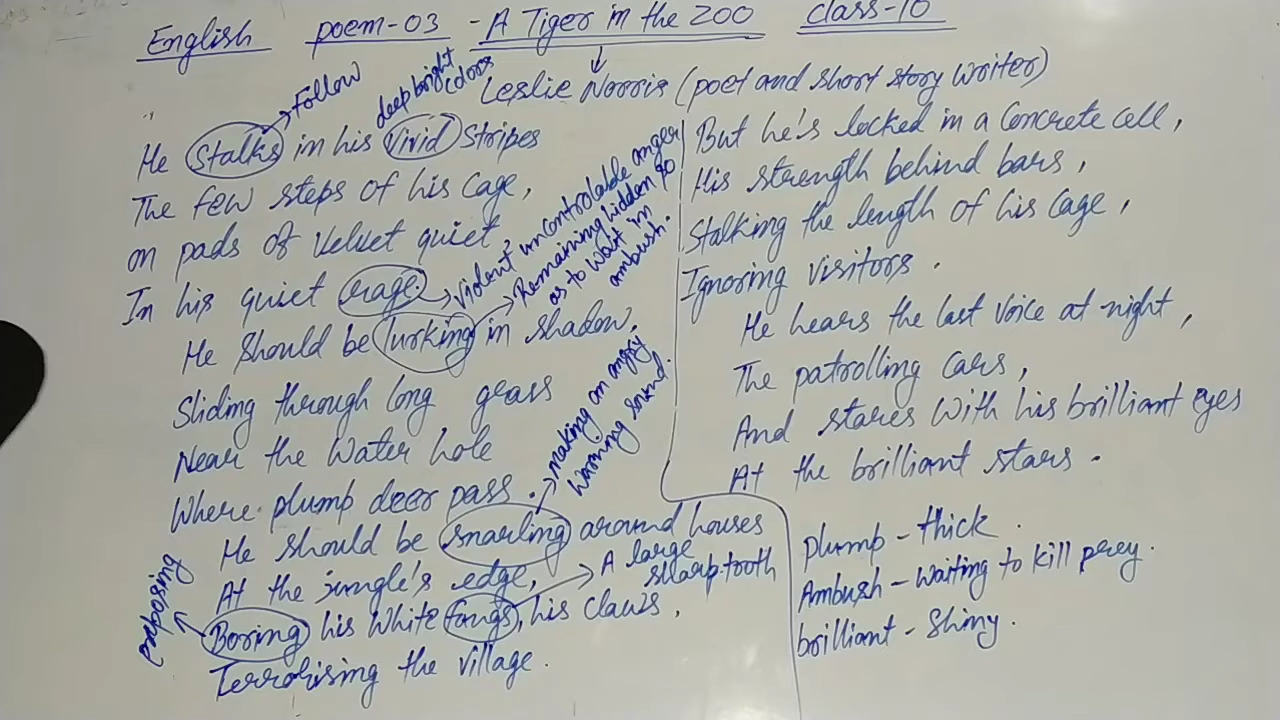 English poem-03 - A Tiger in the Zoo class-10
Leslie Norris (poet and short story writer)
He Stalks in his Vivid Stripes
Follow
deep bright colors
The few steps of his Cage,
on pads of velvet quiet,
In his quiet rage.
Violent uncontrolable anger
He Should be lurking in shadow,
Remaining hidden so
as to wait in
ambush.
Sliding through long grass
Near the Water hole
Where plump deer pass.
He should be snarling around houses
making an angry
warning sound.
At the jungle's edge,
Boring his white fangs, his claws,
A large
sharp tooth
Terrorising the village.
But he's locked in a Concrete cell,
His strength behind bars,
Stalking the length of his cage,
Ignoring visitors.
He hears the last voice at night,
The patrolling cars,
And stares with his brilliant eyes
At the brilliant stars.
plump - thick.
Ambush - Waiting to kill prey.
brilliant - Shiny.